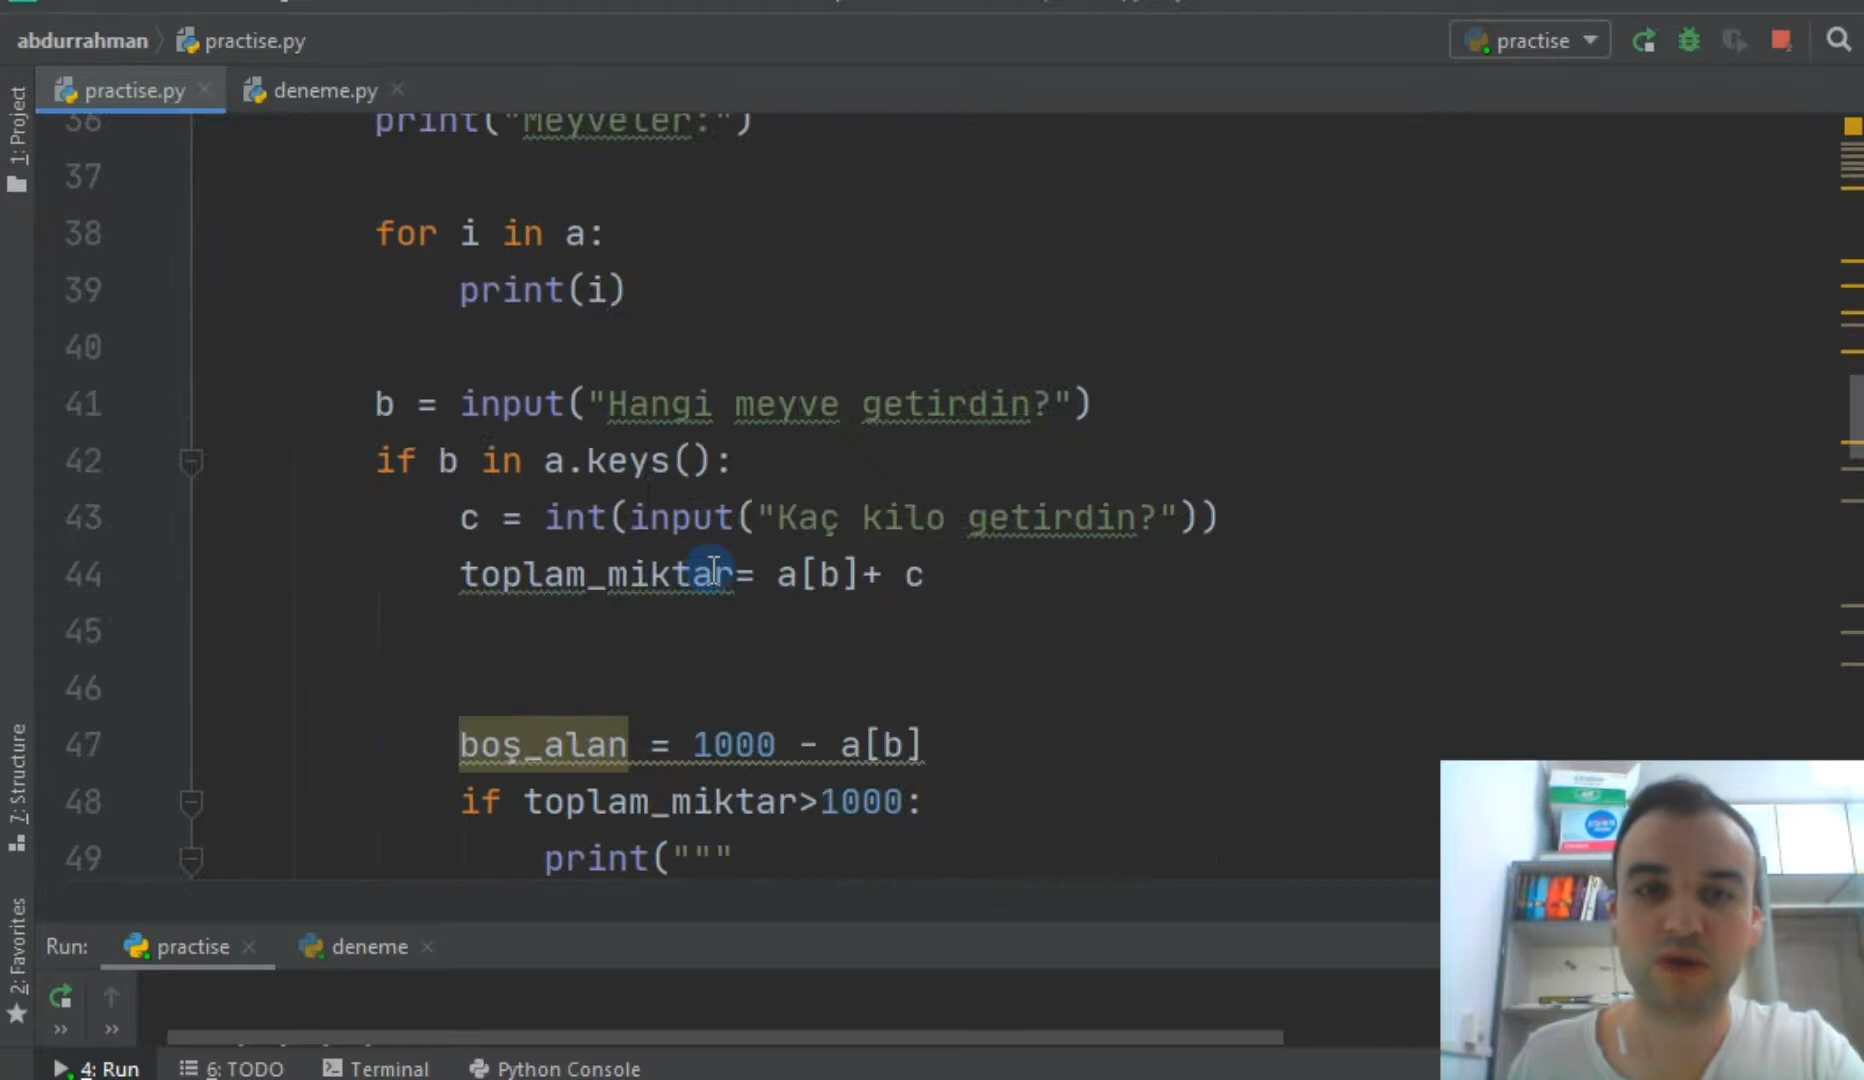 abdurrahman practise.py
practise
practise.py deneme.py
1: Project
36 print("Meyveler:")
37
38 for i in a:
39 print(i)
40
41 b = input("Hangi meyve getirdin?")
42 if b in a.keys():
43 c = int(input("Kaç kilo getirdin?"))
44 toplam_miktar= a[b]+ c
45
46
47 boş_alan = 1000 - a[b]
48 if toplam_miktar>1000:
49 print("""
7: Structure
2: Favorites
Run: practise deneme
4: Run 6: TODO Terminal Python Console